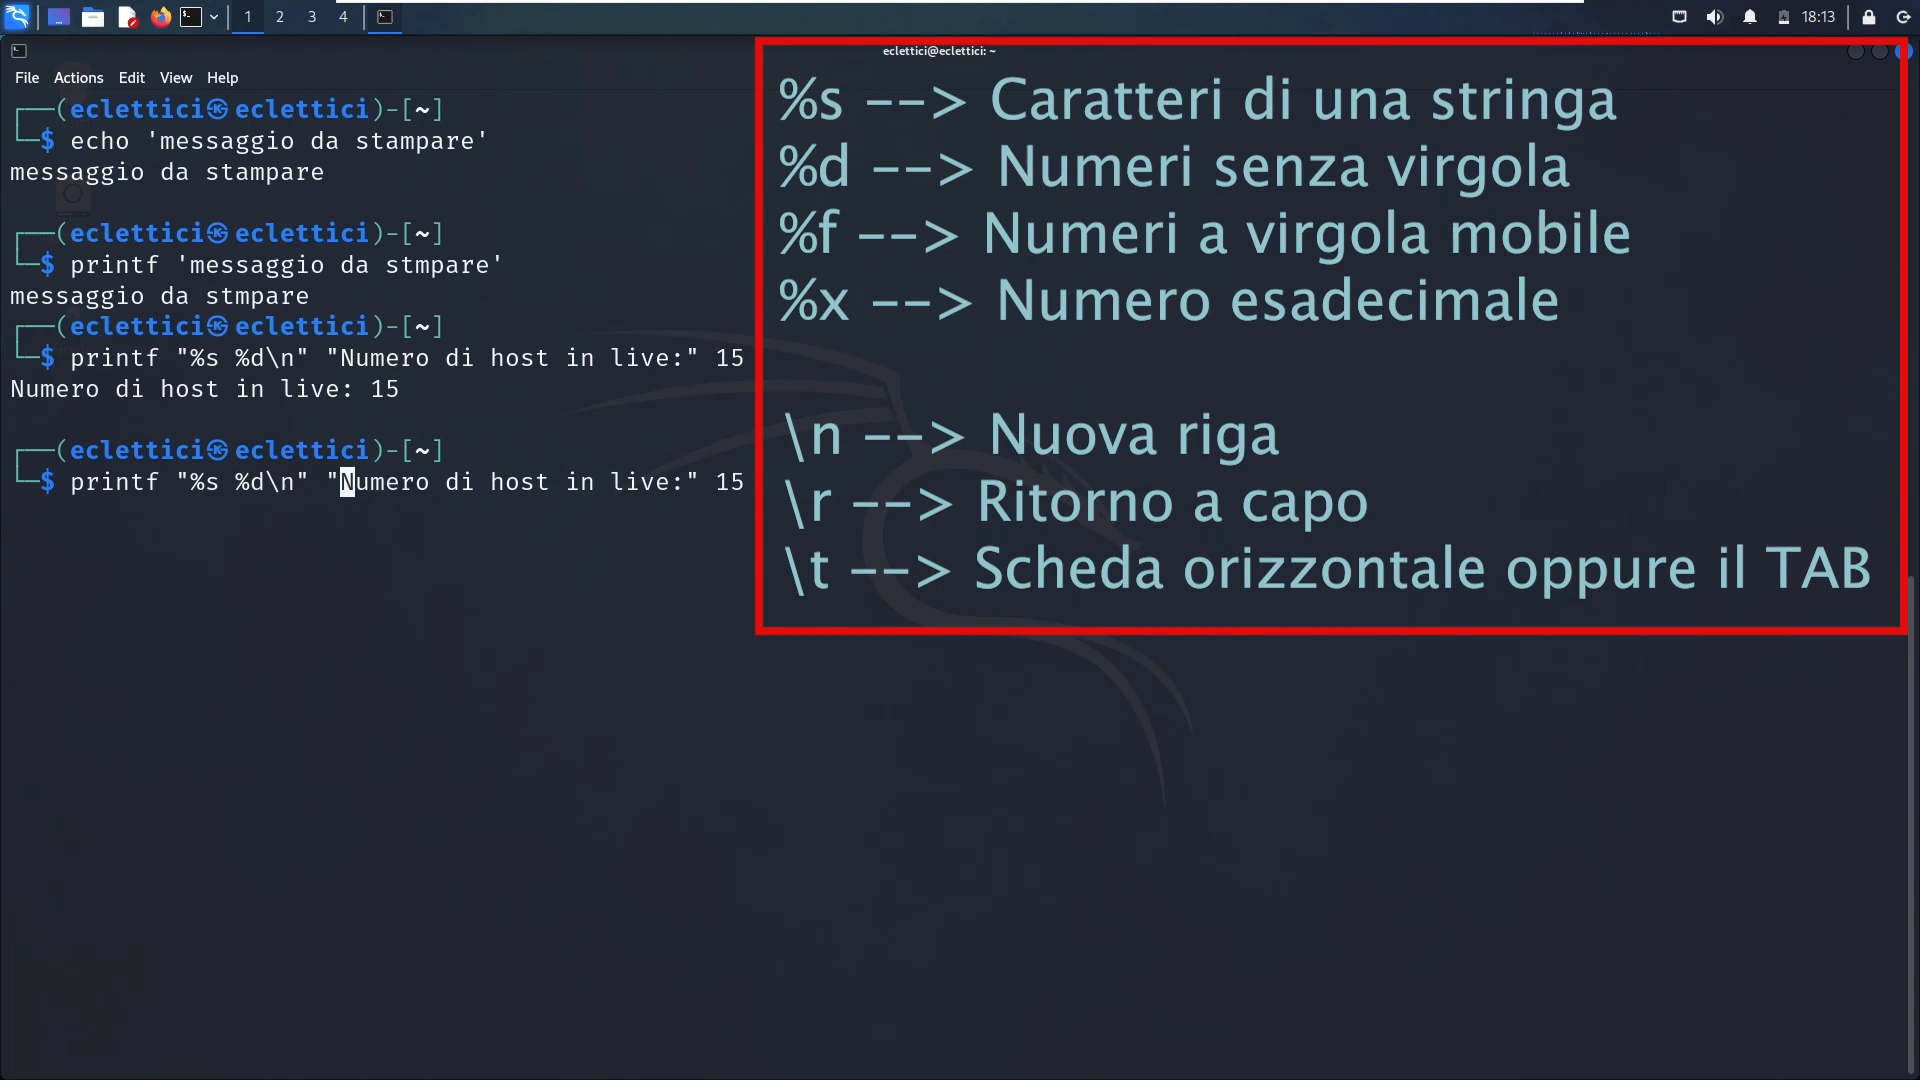 1 2 3 4 18:13
eclettici@eclettici: ~
File Actions Edit View Help
┌──(eclettici㉿eclettici)-[~]
└─$ echo 'messaggio da stampare'
messaggio da stampare
┌──(eclettici㉿eclettici)-[~]
└─$ printf 'messaggio da stmpare'
messaggio da stmpare
┌──(eclettici㉿eclettici)-[~]
└─$ printf "%s %d\n" "Numero di host in live:" 15
Numero di host in live: 15
┌──(eclettici㉿eclettici)-[~]
└─$ printf "%s %d\n" "Numero di host in live:" 15
%s --> Caratteri di una stringa
%d --> Numeri senza virgola
%f --> Numeri a virgola mobile
%x --> Numero esadecimale
\n --> Nuova riga
\r --> Ritorno a capo
\t --> Scheda orizzontale oppure il TAB